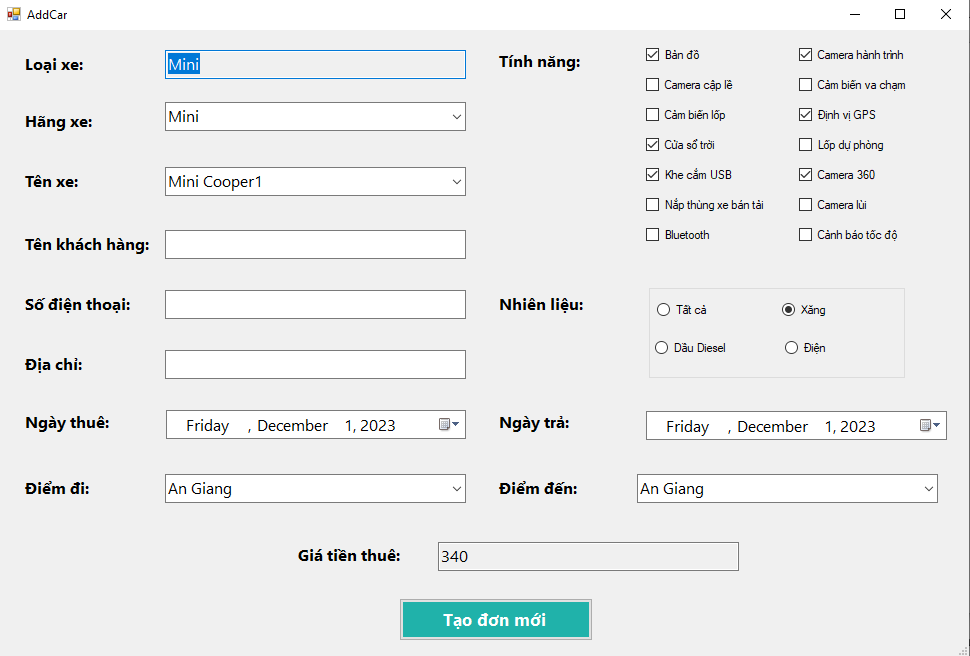 AddCar
Loại xe: Mini
Hãng xe: Mini
Tên xe: Mini Cooper1
Tên khách hàng:
Số điện thoại:
Địa chỉ:
Tính năng:
Bản đồ Camera hành trình
Camera cập lề Cảm biến va chạm
Cảm biến lốp Định vị GPS
Cửa sổ trời Lốp dự phòng
Khe cắm USB Camera 360
Nắp thùng xe bán tải Camera lùi
Bluetooth Cảnh báo tốc độ
Nhiên liệu:
Tất cả Xăng
Dầu Diesel Điện
Ngày thuê: Friday , December 1, 2023 Ngày trả: Friday , December 1, 2023
Điểm đi: An Giang Điểm đến: An Giang
Giá tiền thuê: 340
Tạo đơn mới